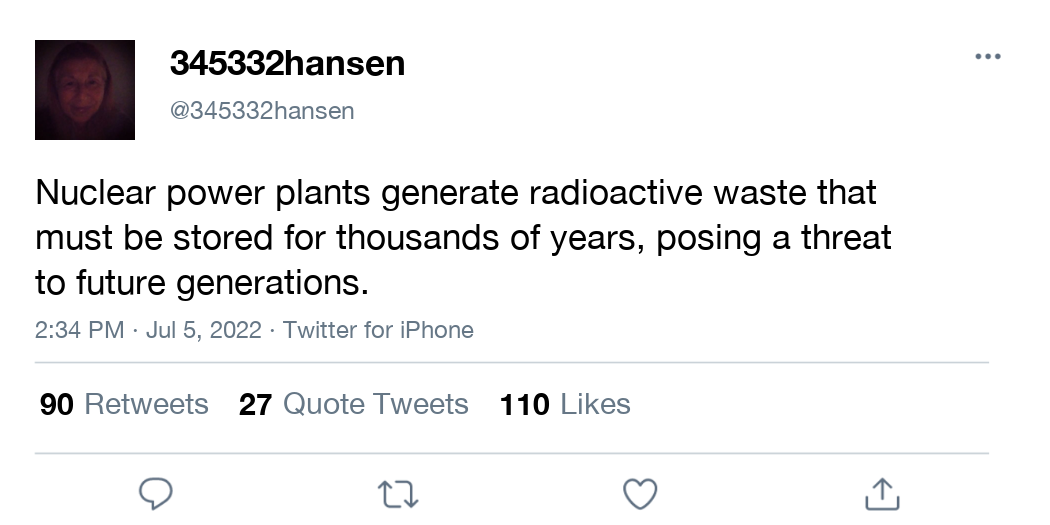 345332hansen
@345332hansen
Nuclear power plants generate radioactive waste that
must be stored for thousands of years, posing a threat
to future generations.
2:34 PM · Jul 5, 2022 · Twitter for iPhone
90 Retweets 27 Quote Tweets 110 Likes